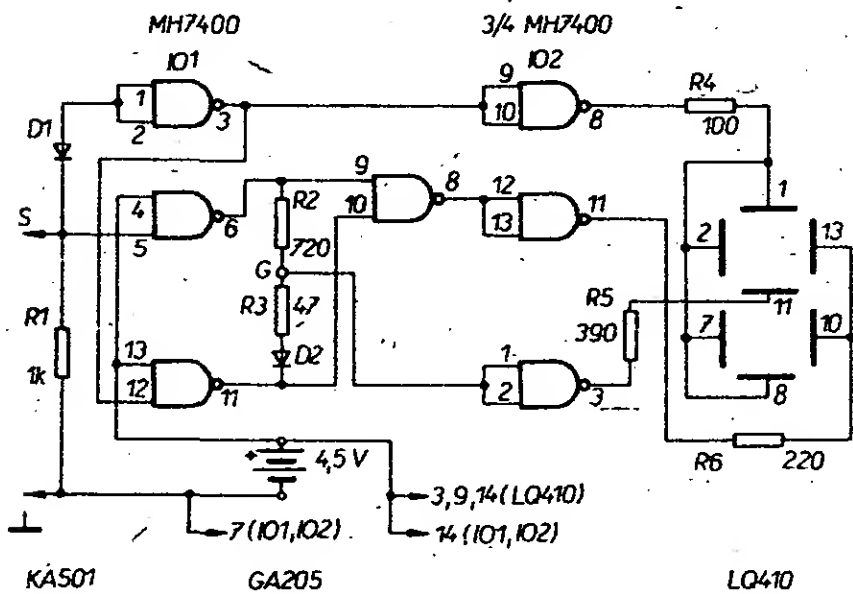 MH7400 3/4 MH7400
IO1 IO2
1 2 3
9 10 8
R4 100
D1
4 5 6
9 10 8
12 13 11
S
R2 720
G
R3 47
D2
R1 1k
13 12 11
1 2 3
R5 390
1
2 13
11
7 10
8
R6 220
+ 4,5 V
3,9,14 (LQ410)
7 (IO1, IO2) 14 (IO1, IO2)
KA501 GA205 LQ410